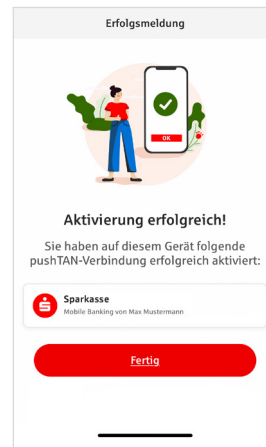 Erfolgsmeldung
OK
Aktivierung erfolgreich!
Sie haben auf diesem Gerät folgende
pushTAN-Verbindung erfolgreich aktiviert:
Sparkasse
Mobile Banking von Max Mustermann
Fertig